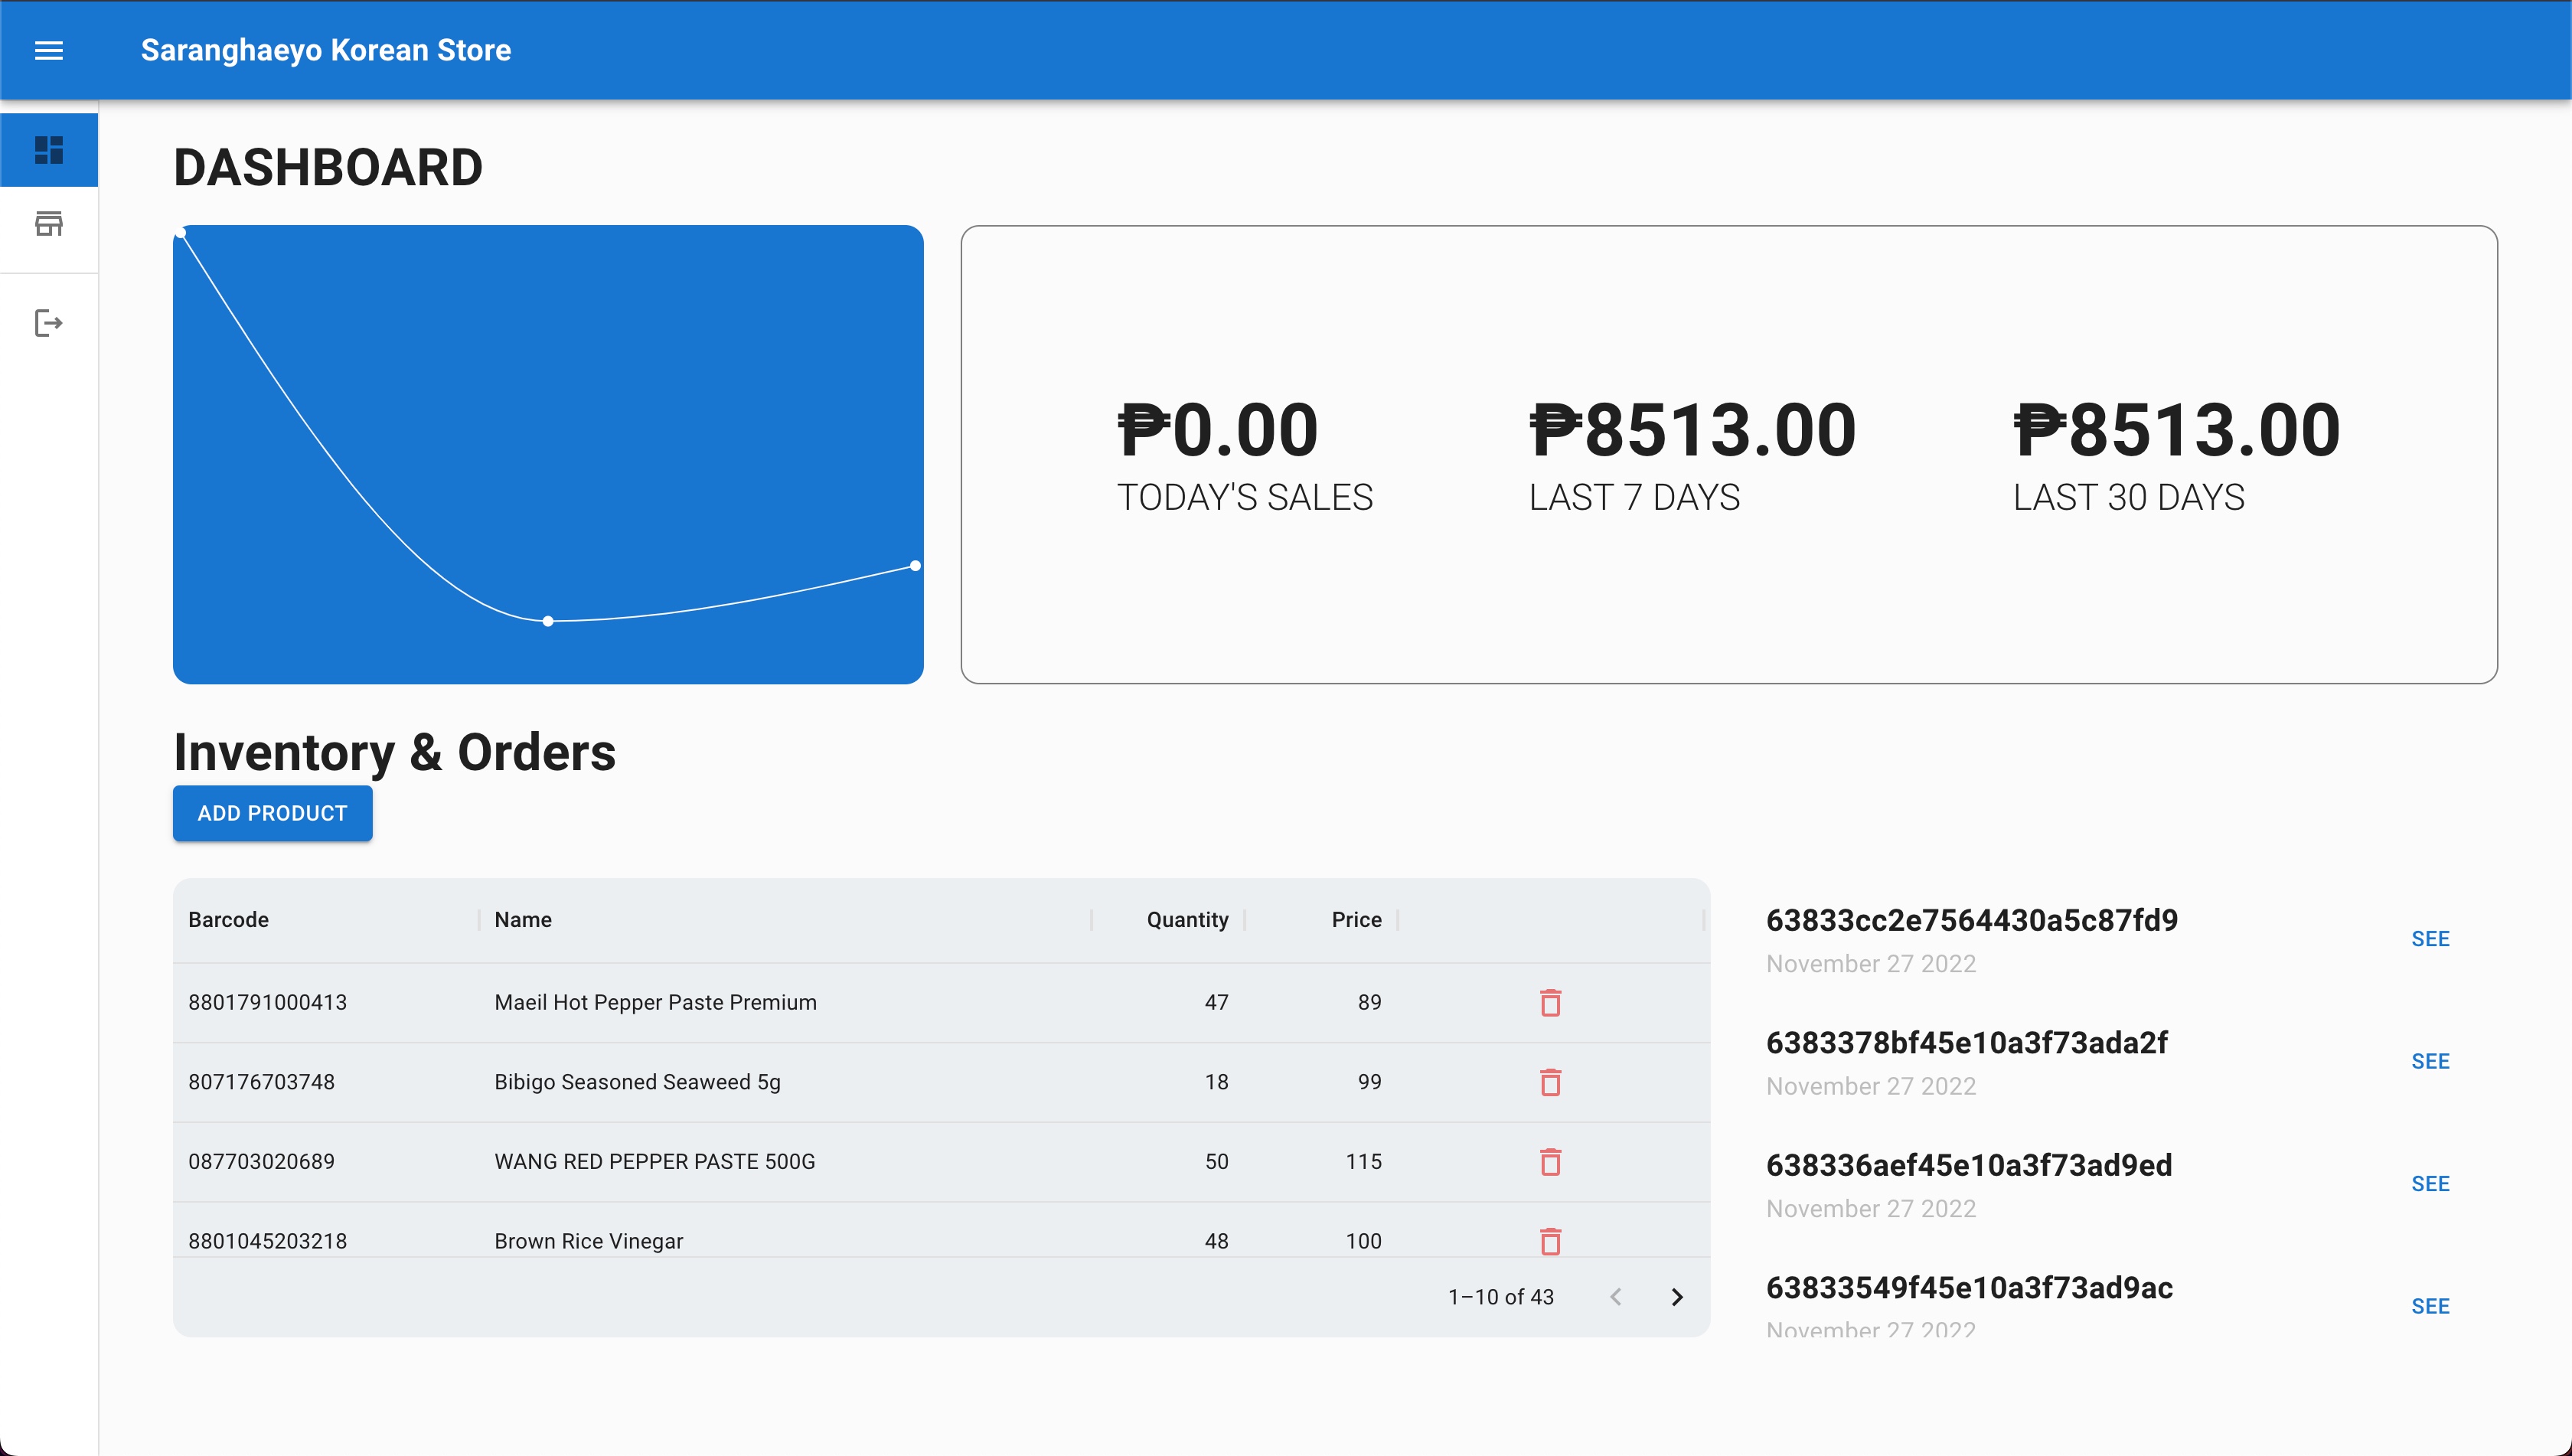 Saranghaeyo Korean Store
DASHBOARD
₱0.00
TODAY'S SALES
₱8513.00
LAST 7 DAYS
₱8513.00
LAST 30 DAYS
Inventory & Orders
ADD PRODUCT
Barcode Name Quantity Price
8801791000413 Maeil Hot Pepper Paste Premium 47 89
807176703748 Bibigo Seasoned Seaweed 5g 18 99
087703020689 WANG RED PEPPER PASTE 500G 50 115
8801045203218 Brown Rice Vinegar 48 100
1–10 of 43
63833cc2e7564430a5c87fd9
November 27 2022
SEE
6383378bf45e10a3f73ada2f
November 27 2022
SEE
638336aef45e10a3f73ad9ed
November 27 2022
SEE
63833549f45e10a3f73ad9ac
November 27 2022
SEE